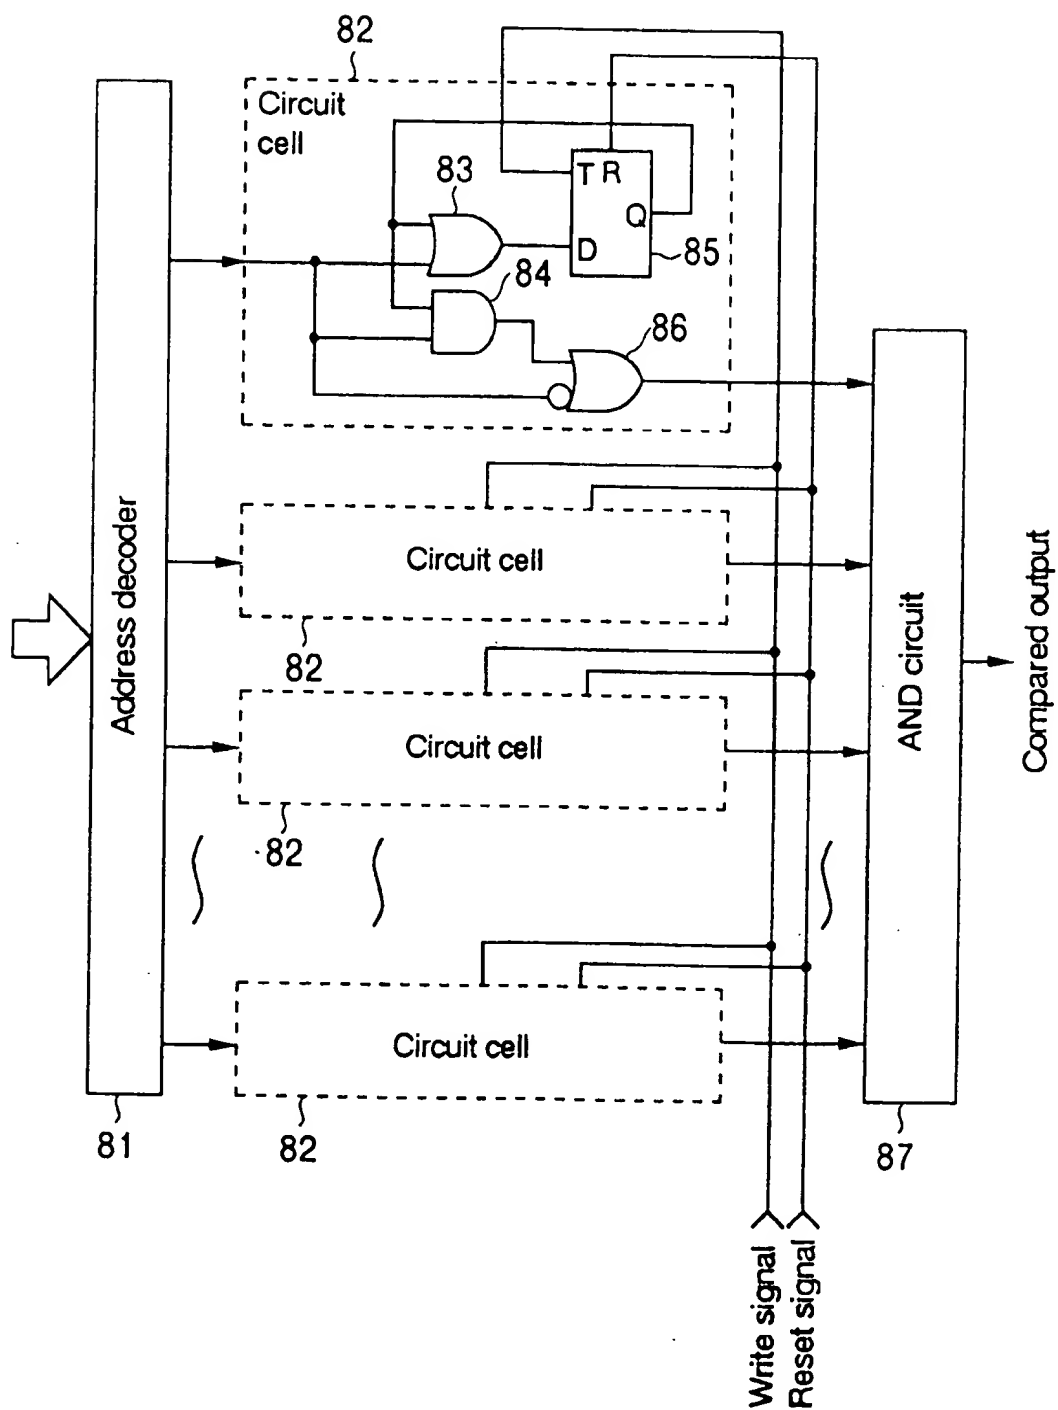 82
Circuit
cell
83
T R
Q
D
85
84
86
Address decoder
Circuit cell
82
Circuit cell
82
Circuit cell
82
81
AND circuit
87
Compared output
Write signal
Reset signal